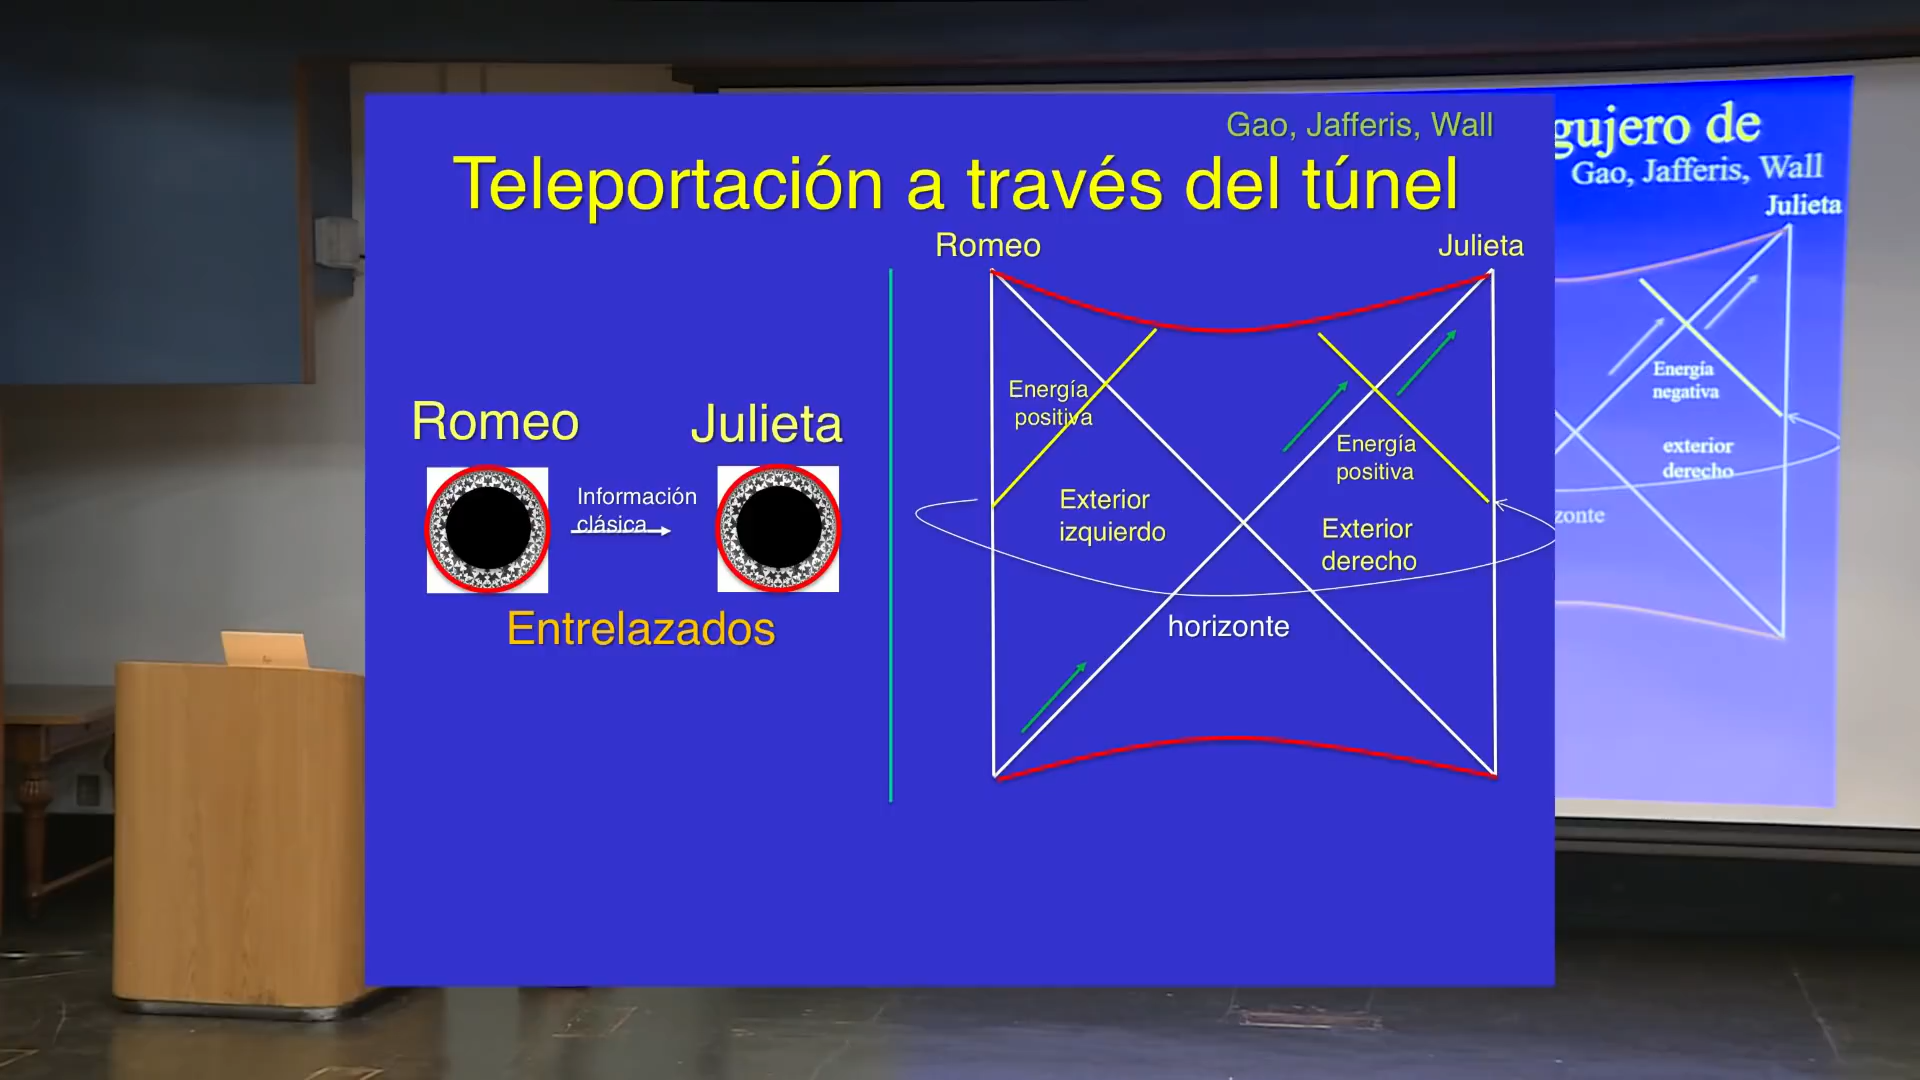 Gao, Jafferis, Wall
Teleportación a través del túnel
Romeo
Julieta
Energía
positiva
Energía
positiva
Exterior
izquierdo
Exterior
derecho
horizonte
Romeo
Julieta
Información
clásica
Entrelazados
gujero de
Gao, Jafferis, Wall
Julieta
Energía
negativa
exterior
derecho
zonte